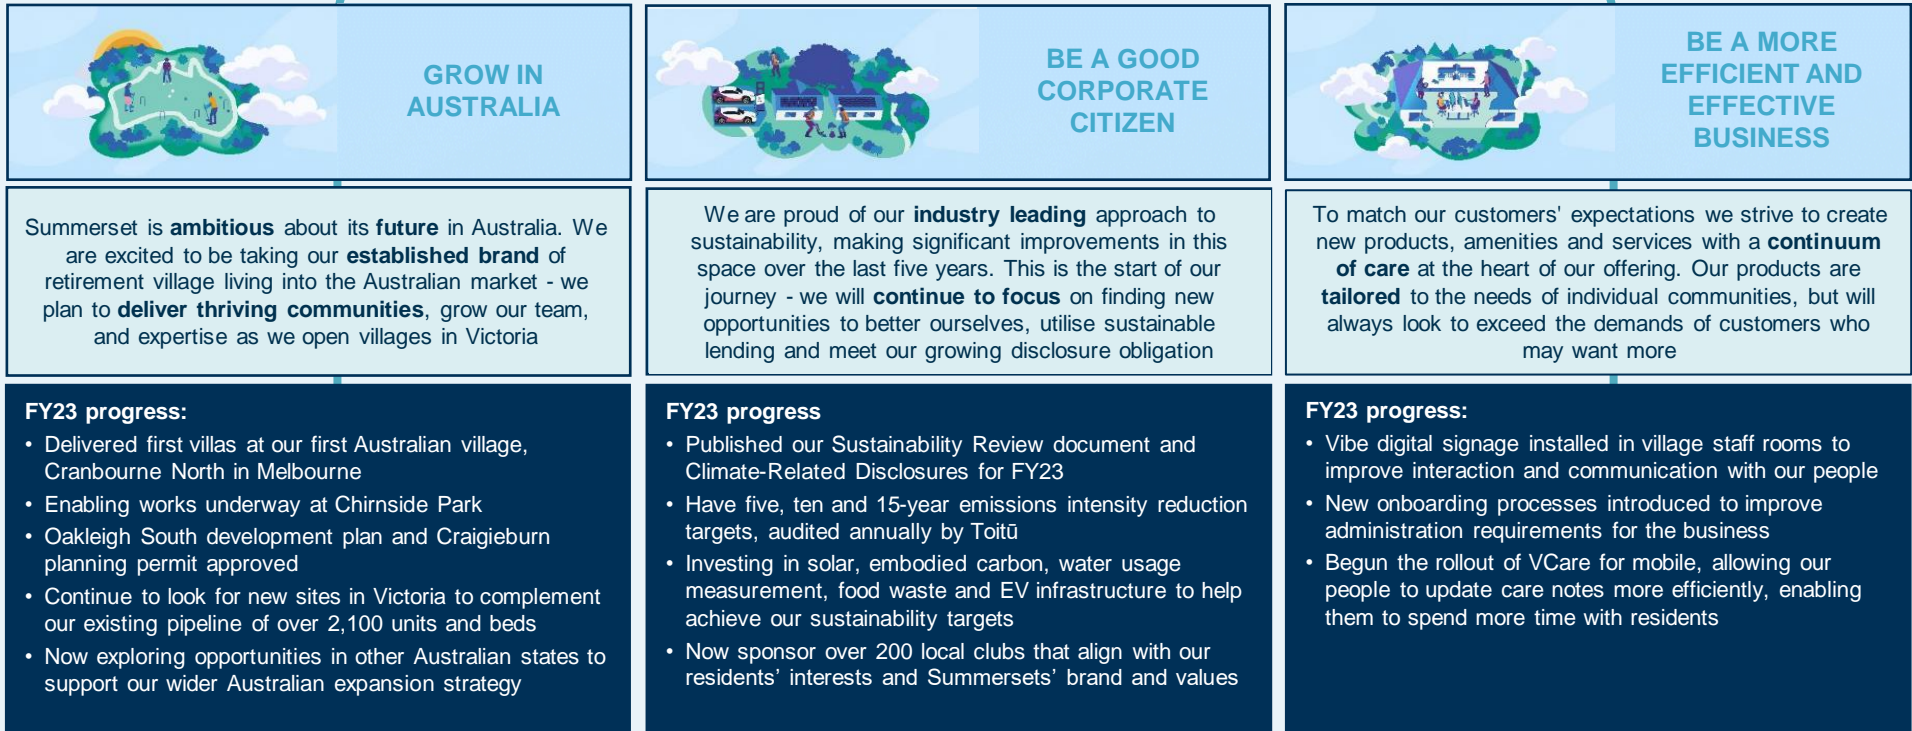 GROW IN
AUSTRALIA
Summerset is ambitious about its future in Australia. We
are excited to be taking our established brand of
retirement village living into the Australian market - we
plan to deliver thriving communities, grow our team,
and expertise as we open villages in Victoria
FY23 progress:
• Delivered first villas at our first Australian village,
Cranbourne North in Melbourne
• Enabling works underway at Chirnside Park
• Oakleigh South development plan and Craigieburn
planning permit approved
• Continue to look for new sites in Victoria to complement
our existing pipeline of over 2,100 units and beds
• Now exploring opportunities in other Australian states to
support our wider Australian expansion strategy
BE A GOOD
CORPORATE
CITIZEN
We are proud of our industry leading approach to
sustainability, making significant improvements in this
space over the last five years. This is the start of our
journey - we will continue to focus on finding new
opportunities to better ourselves, utilise sustainable
lending and meet our growing disclosure obligation
FY23 progress
• Published our Sustainability Review document and
Climate-Related Disclosures for FY23
• Have five, ten and 15-year emissions intensity reduction
targets, audited annually by Toitū
• Investing in solar, embodied carbon, water usage
measurement, food waste and EV infrastructure to help
achieve our sustainability targets
• Now sponsor over 200 local clubs that align with our
residents' interests and Summersets' brand and values
BE A MORE
EFFICIENT AND
EFFECTIVE
BUSINESS
To match our customers' expectations we strive to create
new products, amenities and services with a continuum
of care at the heart of our offering. Our products are
tailored to the needs of individual communities, but will
always look to exceed the demands of customers who
may want more
FY23 progress:
• Vibe digital signage installed in village staff rooms to
improve interaction and communication with our people
• New onboarding processes introduced to improve
administration requirements for the business
• Begun the rollout of VCare for mobile, allowing our
people to update care notes more efficiently, enabling
them to spend more time with residents